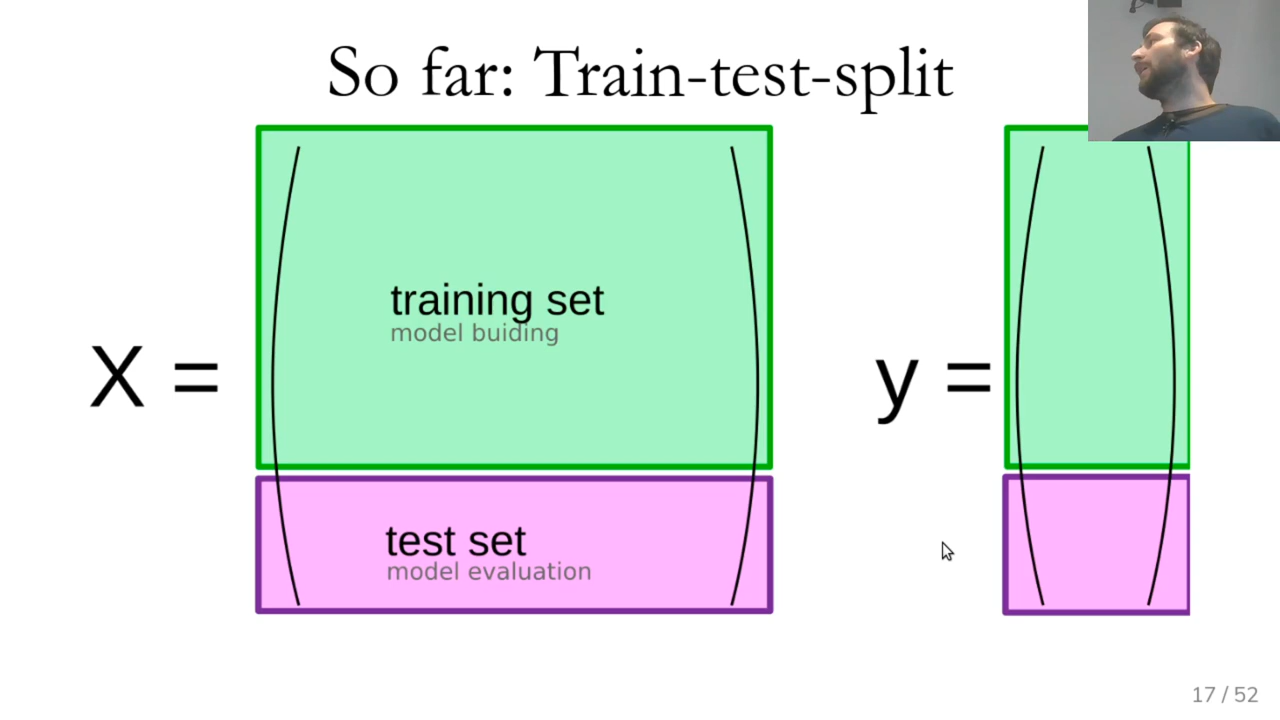 So far: Train-test-split
training set
model buiding
X =
y =
test set
model evaluation
17 / 52